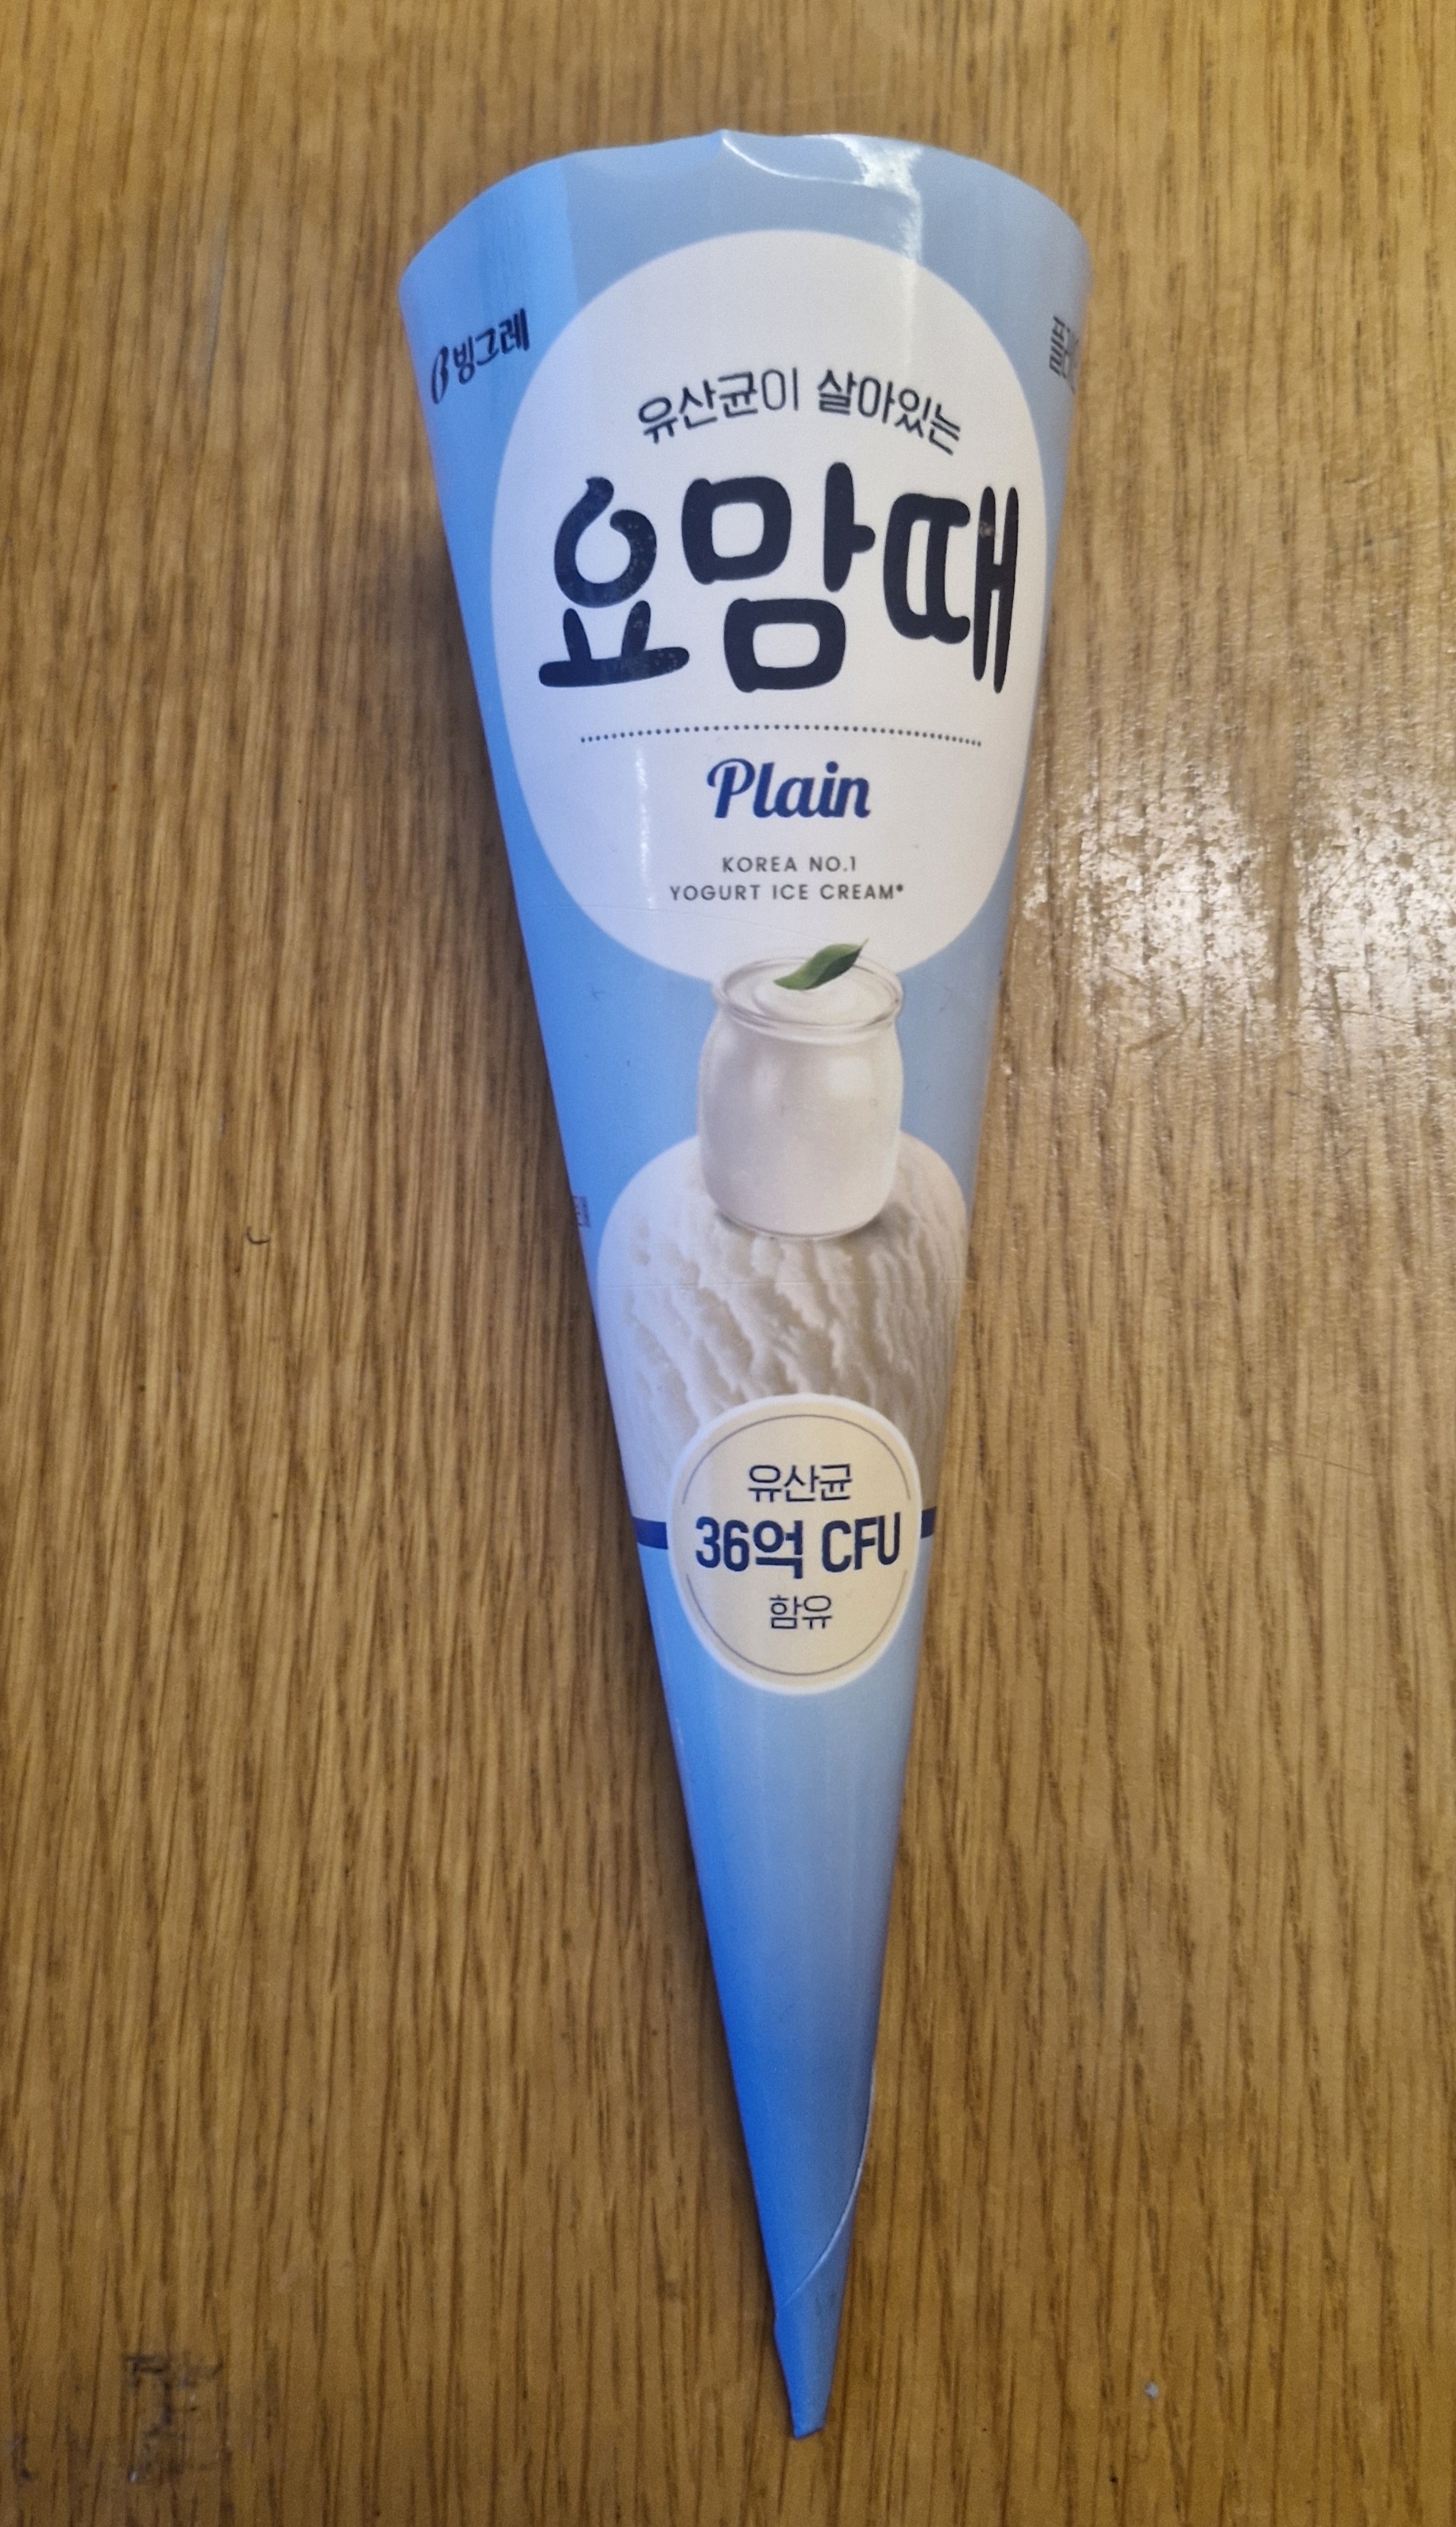 빙그레
유산균이 살아있는
요맘때
Plain
KOREA NO.1
YOGURT ICE CREAM*
유산균
36억 CFU
함유